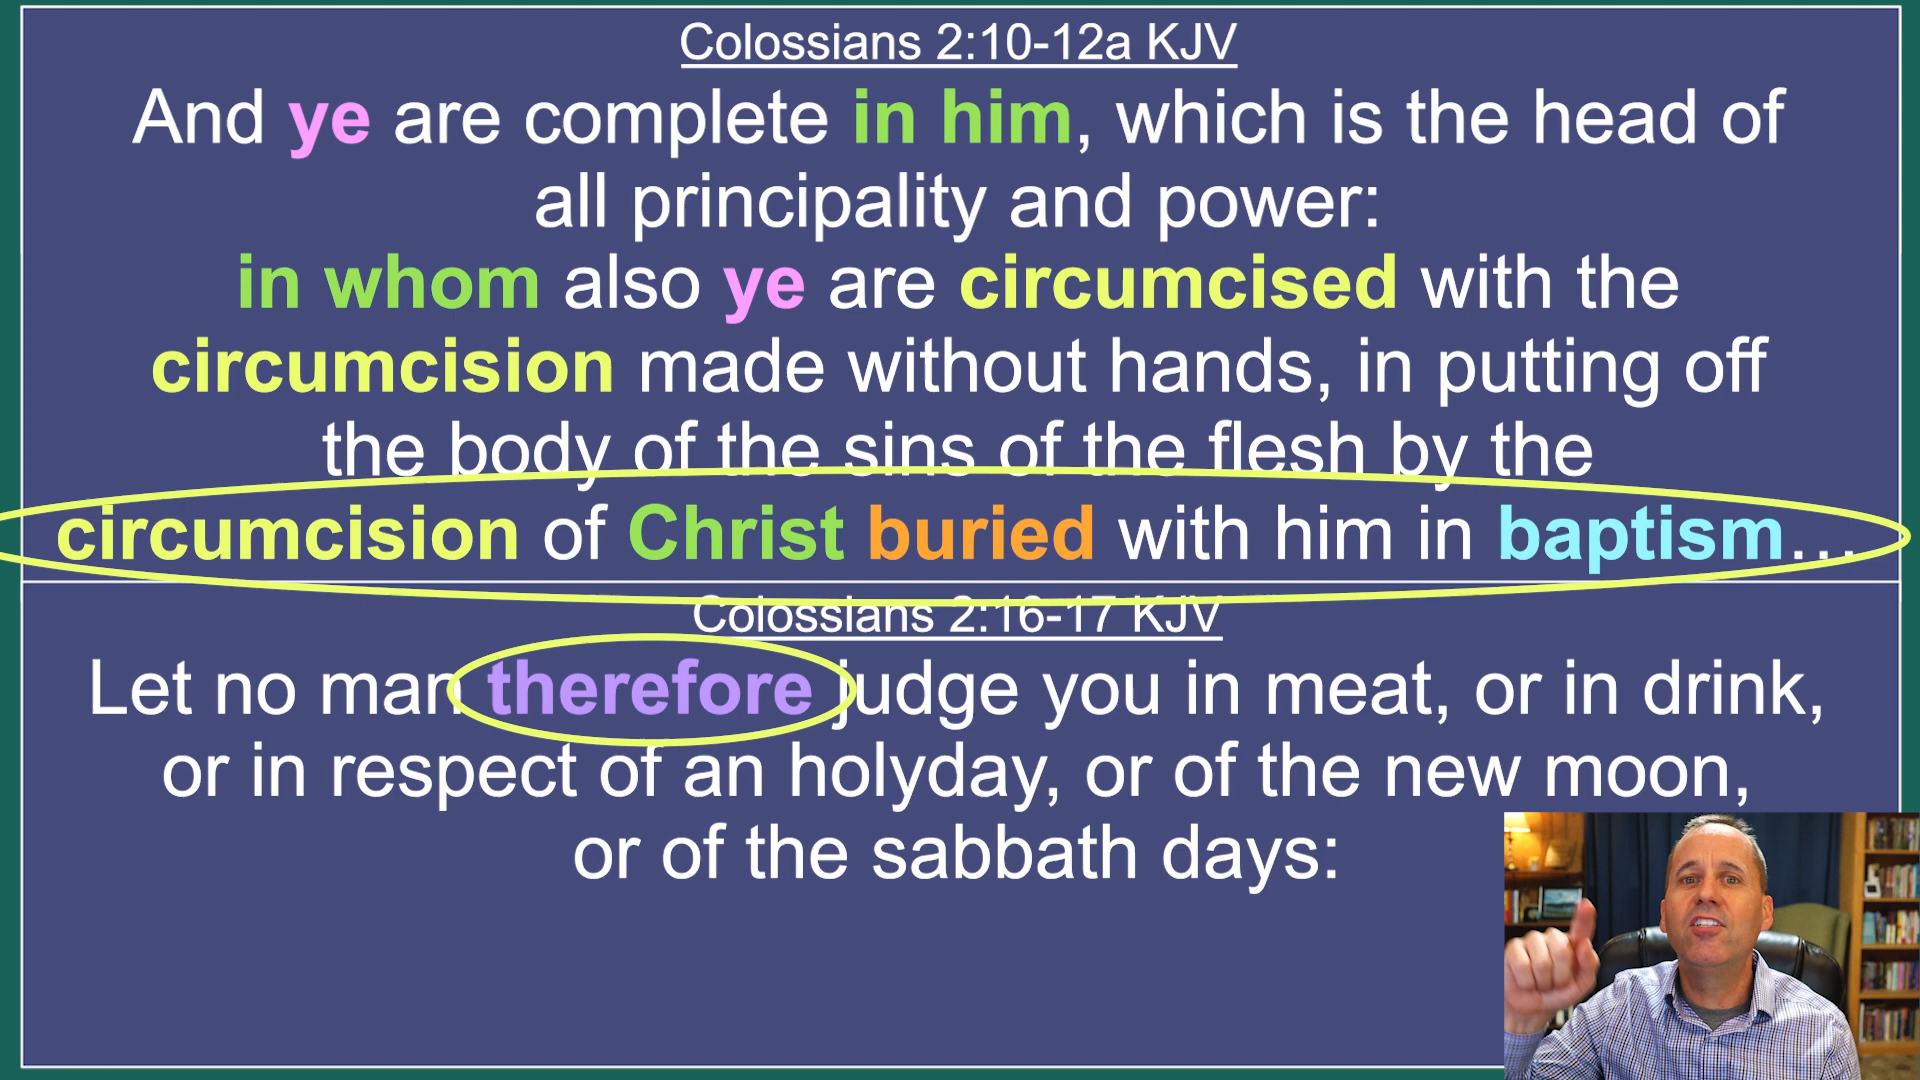 Colossians 2:10-12a KJV
And ye are complete in him, which is the head of
all principality and power:
in whom also ye are circumcised with the
circumcision made without hands, in putting off
the body of the sins of the flesh by the
circumcision of Christ buried with him in baptism...
Colossians 2:16-17 KJV
Let no man therefore judge you in meat, or in drink,
or in respect of an holyday, or of the new moon,
or of the sabbath days: